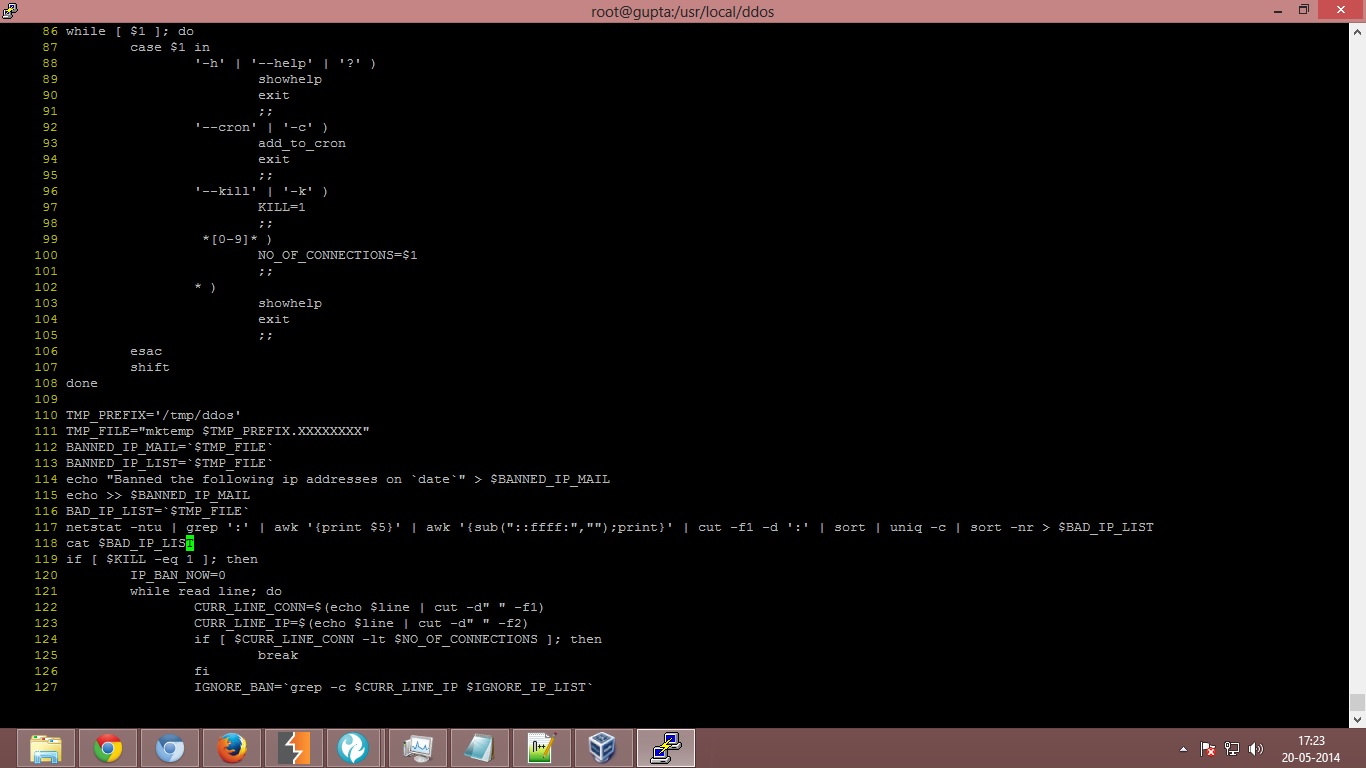 root@gupta:/usr/local/ddos
86 while [ $1 ]; do
87         case $1 in
88                 '-h' | '--help' | '?' )
89                         showhelp
90                         exit
91                         ;;
92                 '--cron' | '-c' )
93                         add_to_cron
94                         exit
95                         ;;
96                 '--kill' | '-k' )
97                         KILL=1
98                         ;;
99                  *[0-9]* )
100                         NO_OF_CONNECTIONS=$1
101                         ;;
102                 * )
103                         showhelp
104                         exit
105                         ;;
106         esac
107         shift
108 done
109
110 TMP_PREFIX='/tmp/ddos'
111 TMP_FILE="mktemp $TMP_PREFIX.XXXXXXXX"
112 BANNED_IP_MAIL=`$TMP_FILE`
113 BANNED_IP_LIST=`$TMP_FILE`
114 echo "Banned the following ip addresses on `date`" > $BANNED_IP_MAIL
115 echo >> $BANNED_IP_MAIL
116 BAD_IP_LIST=`$TMP_FILE`
117 netstat -ntu | grep ':' | awk '{print $5}' | awk '{sub("::ffff:","");print}' | cut -f1 -d ':' | sort | uniq -c | sort -nr > $BAD_IP_LIST
118 cat $BAD_IP_LIST
119 if [ $KILL -eq 1 ]; then
120         IP_BAN_NOW=0
121         while read line; do
122                 CURR_LINE_CONN=$(echo $line | cut -d" " -f1)
123                 CURR_LINE_IP=$(echo $line | cut -d" " -f2)
124                 if [ $CURR_LINE_CONN -lt $NO_OF_CONNECTIONS ]; then
125                         break
126                 fi
127                 IGNORE_BAN=`grep -c $CURR_LINE_IP $IGNORE_IP_LIST`
17:23
20-05-2014